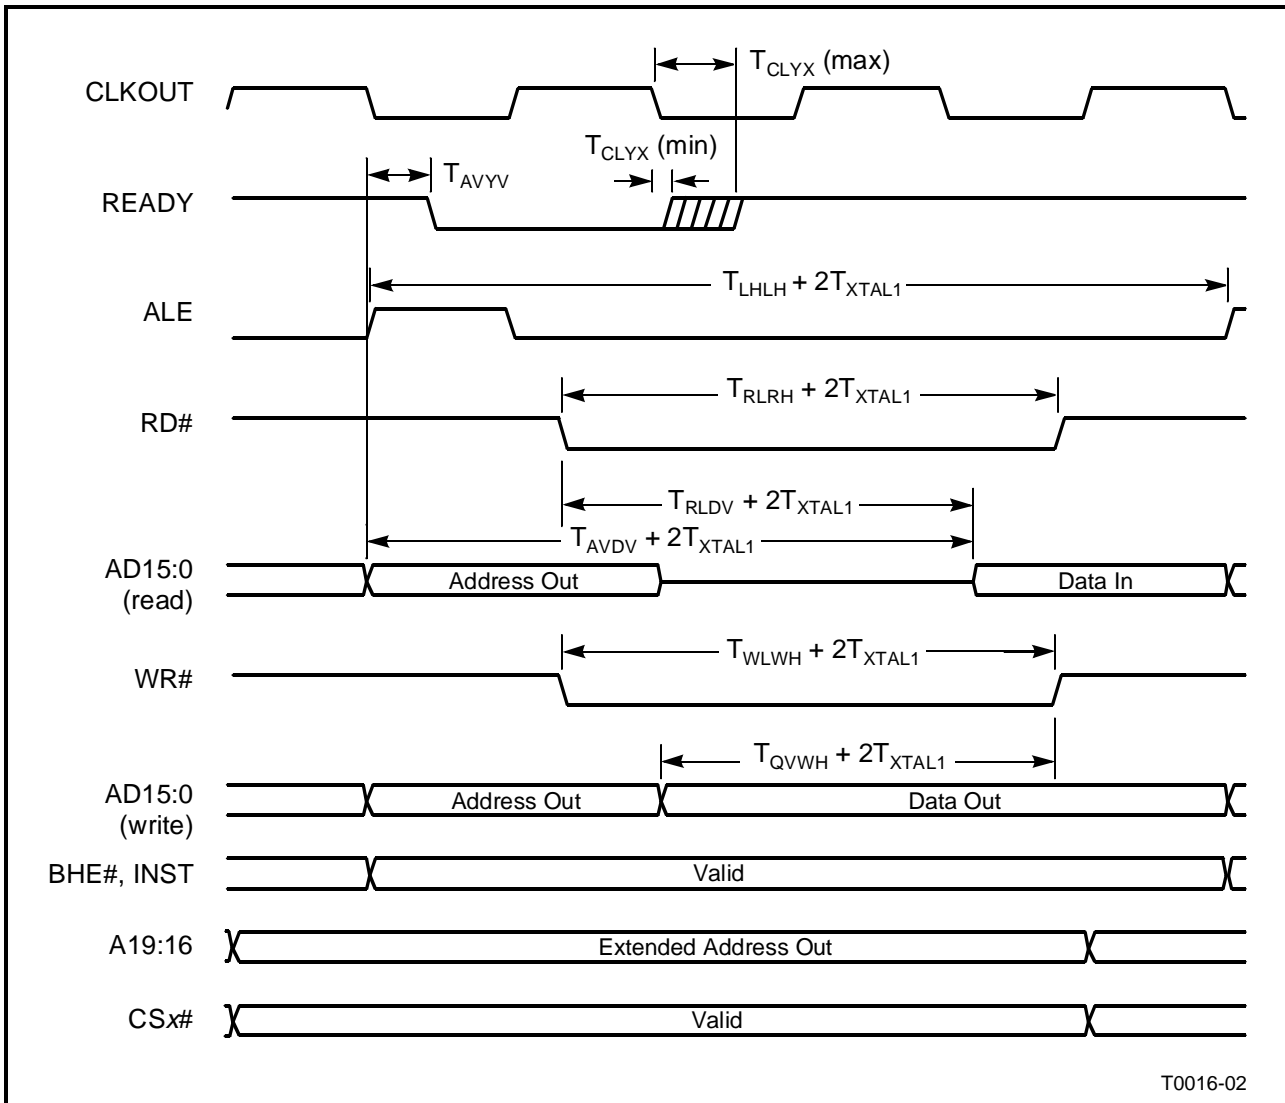 CLKOUT
T_CLYX (max)
T_CLYX (min)
READY
T_AVYV
ALE
T_LHLH + 2T_XTAL1
RD#
T_RLRH + 2T_XTAL1
T_RLDV + 2T_XTAL1
T_AVDV + 2T_XTAL1
AD15:0
(read)
Address Out
Data In
WR#
T_WLWH + 2T_XTAL1
T_QVWH + 2T_XTAL1
AD15:0
(write)
Address Out
Data Out
BHE#, INST
Valid
A19:16
Extended Address Out
CSx#
Valid
T0016-02